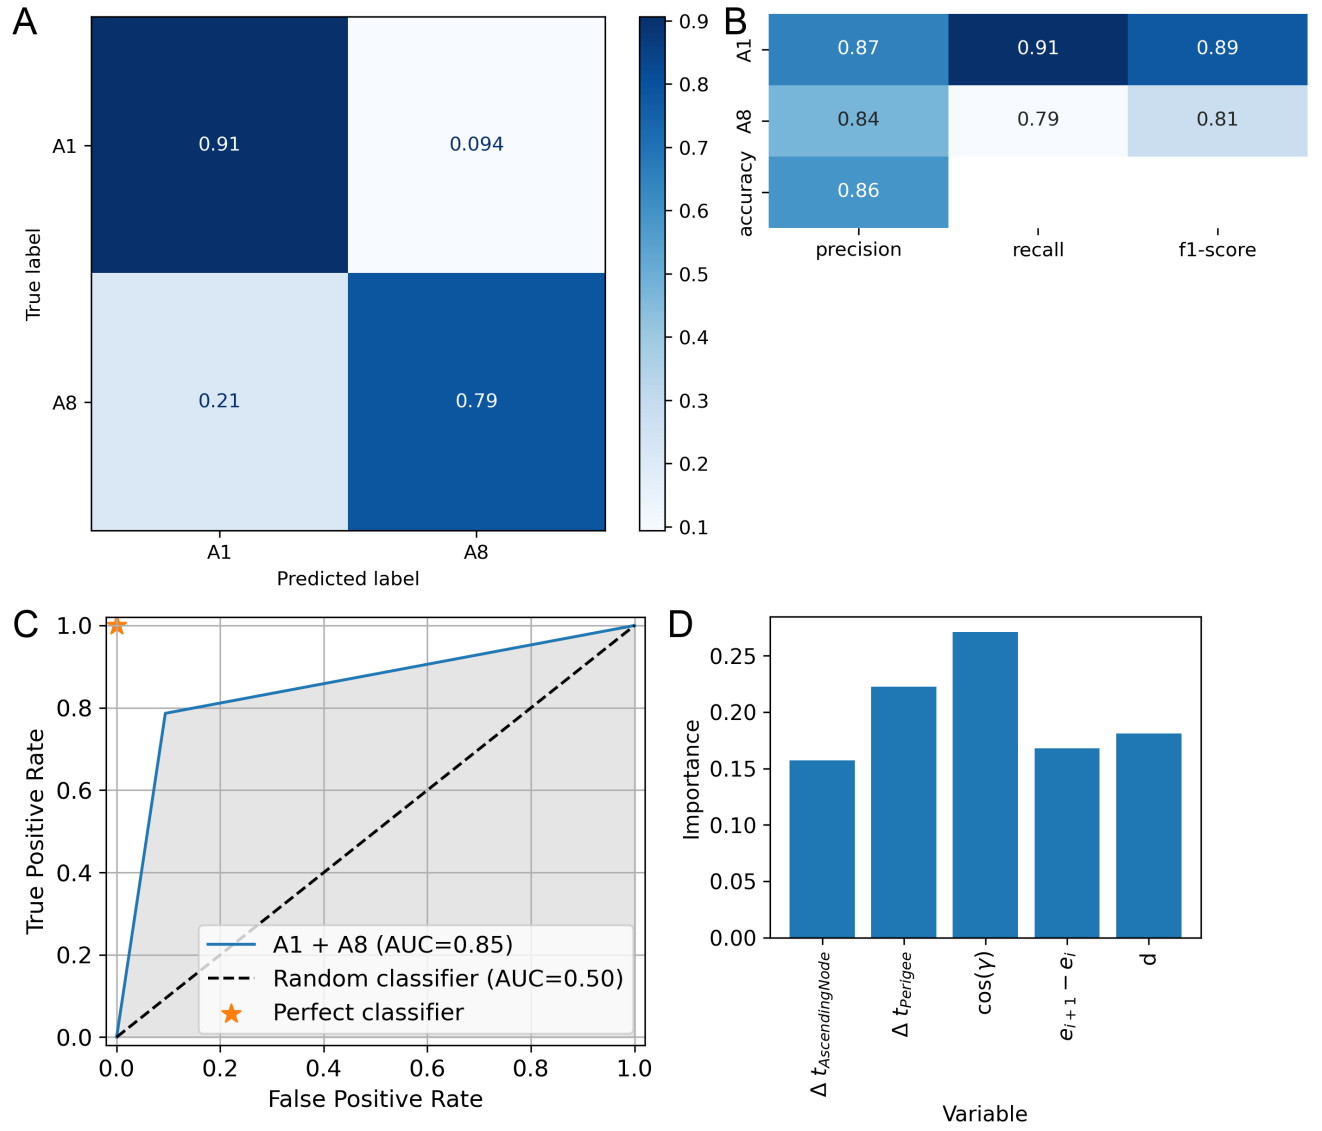 A
True label
A1
A8
0.91
0.094
0.21
0.79
A1
A8
Predicted label
0.9
0.8
0.7
0.6
0.5
0.4
0.3
0.2
0.1
B
A1
A8
accuracy
0.87
0.91
0.89
0.84
0.79
0.81
0.86
precision
recall
f1-score
C
True Positive Rate
1.0
0.8
0.6
0.4
0.2
0.0
A1 + A8 (AUC=0.85)
Random classifier (AUC=0.50)
Perfect classifier
0.0
0.2
0.4
0.6
0.8
1.0
False Positive Rate
D
Importance
0.25
0.20
0.15
0.10
0.05
0.00
Δ t_AscendingNode
Δ t_Perigee
cos(γ)
e_{i+1} − e_i
d
Variable